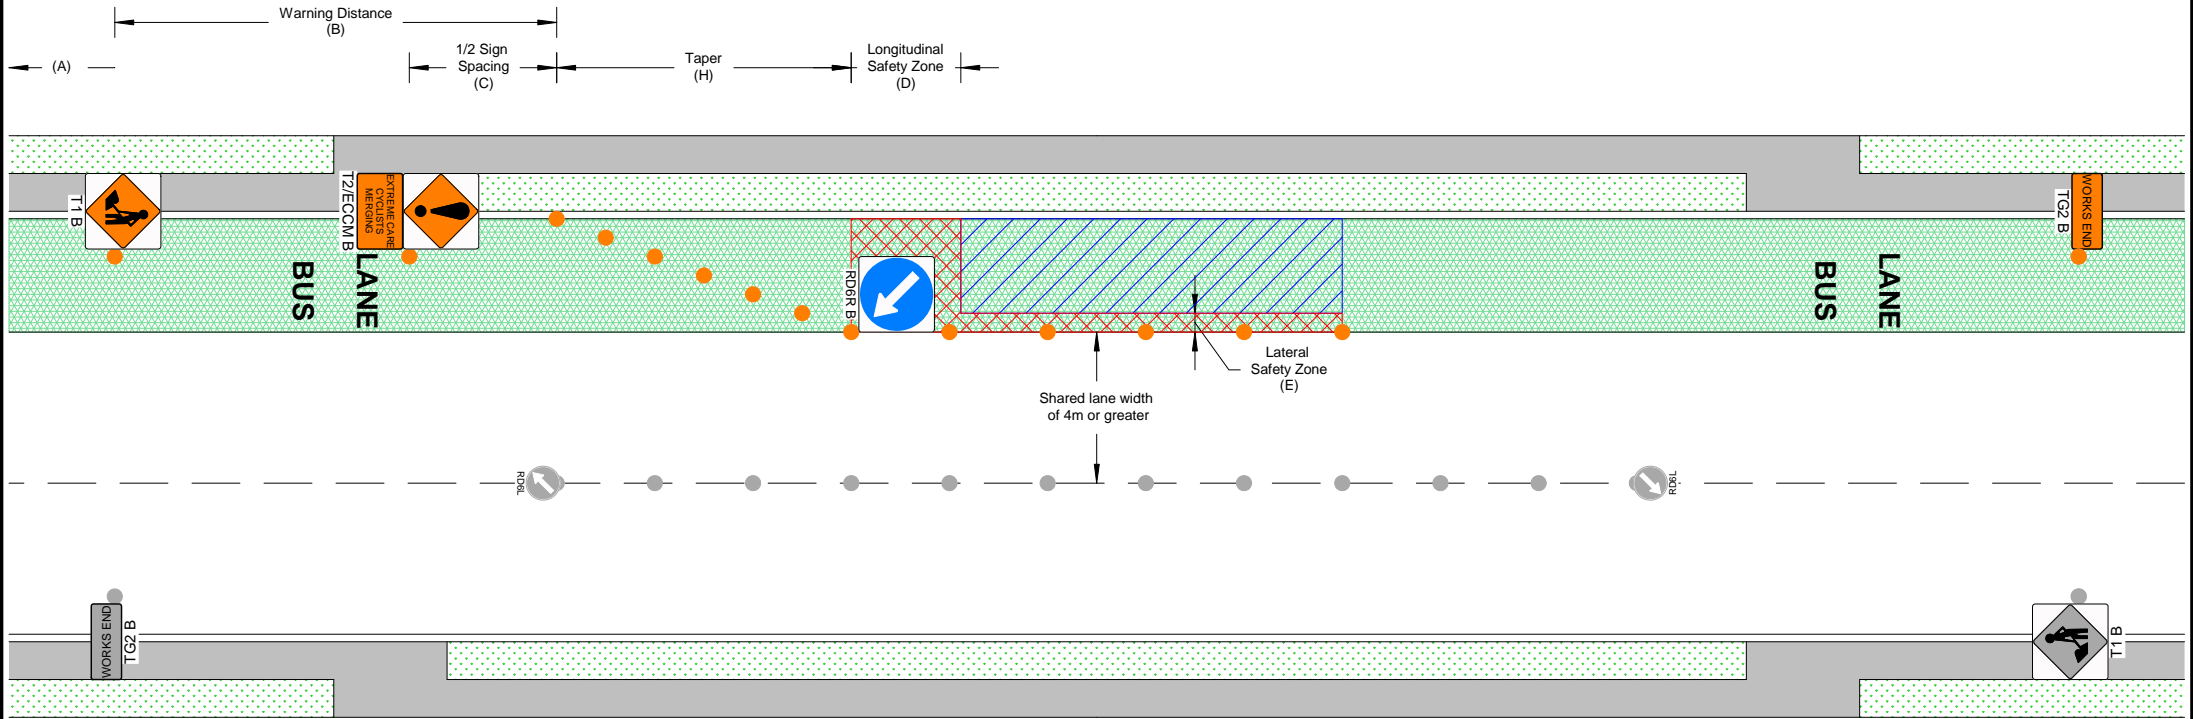 Warning Distance
(B)
(A)
1/2 Sign
Spacing
(C)
Taper
(H)
Longitudinal
Safety Zone
(D)
T1 B
T2/ECCM B
EXTREME CARE
CYCLISTS
MERGING
BUS
LANE
RD6R B
WORKS END
TG2 B
BUS
LANE
Lateral
Safety Zone
(E)
Shared lane width
of 4m or greater
RD6L
RD6L
WORKS END
TG2 B
T1 B